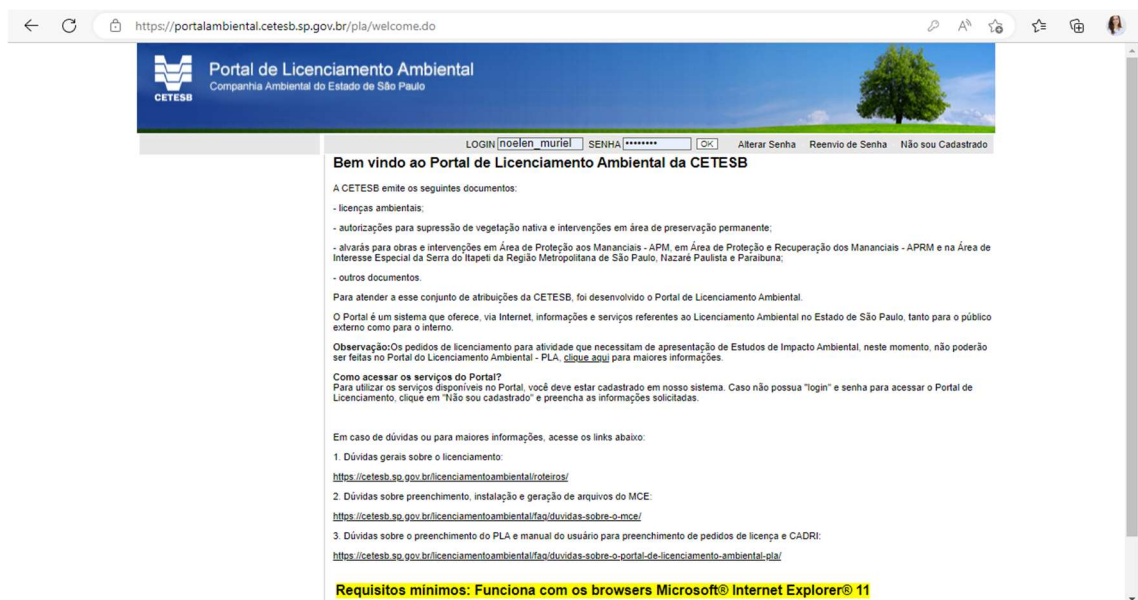 https://portalambiental.cetesb.sp.gov.br/pla/welcome.do
CETESB
Portal de Licenciamento Ambiental
Companhia Ambiental do Estado de São Paulo
LOGIN noelen_muriel SENHA •••••••• OK Alterar Senha Reenvio de Senha Não sou Cadastrado
Bem vindo ao Portal de Licenciamento Ambiental da CETESB
A CETESB emite os seguintes documentos:
- licenças ambientais;
- autorizações para supressão de vegetação nativa e intervenções em área de preservação permanente;
- alvarás para obras e intervenções em Área de Proteção aos Mananciais - APM, em Área de Proteção e Recuperação dos Mananciais - APRM e na Área de
Interesse Especial da Serra do Itapeti da Região Metropolitana de São Paulo, Nazaré Paulista e Paraibuna;
- outros documentos.
Para atender a esse conjunto de atribuições da CETESB, foi desenvolvido o Portal de Licenciamento Ambiental.
O Portal é um sistema que oferece, via Internet, informações e serviços referentes ao Licenciamento Ambiental no Estado de São Paulo, tanto para o público
externo como para o interno.
Observação:Os pedidos de licenciamento para atividade que necessitam de apresentação de Estudos de Impacto Ambiental, neste momento, não poderão
ser feitas no Portal do Licenciamento Ambiental - PLA, clique aqui para maiores informações.
Como acessar os serviços do Portal?
Para utilizar os serviços disponíveis no Portal, você deve estar cadastrado em nosso sistema. Caso não possua "login" e senha para acessar o Portal de
Licenciamento, clique em "Não sou cadastrado" e preencha as informações solicitadas.
Em caso de dúvidas ou para maiores informações, acesse os links abaixo:
1. Dúvidas gerais sobre o licenciamento:
https://cetesb.sp.gov.br/licenciamentoambiental/roteiros/
2. Dúvidas sobre preenchimento, instalação e geração de arquivos do MCE:
https://cetesb.sp.gov.br/licenciamentoambiental/faq/duvidas-sobre-o-mce/
3. Dúvidas sobre o preenchimento do PLA e manual do usuário para preenchimento de pedidos de licença e CADRI:
https://cetesb.sp.gov.br/licenciamentoambiental/faq/duvidas-sobre-o-portal-de-licenciamento-ambiental-pla/
Requisitos mínimos: Funciona com os browsers Microsoft® Internet Explorer® 11